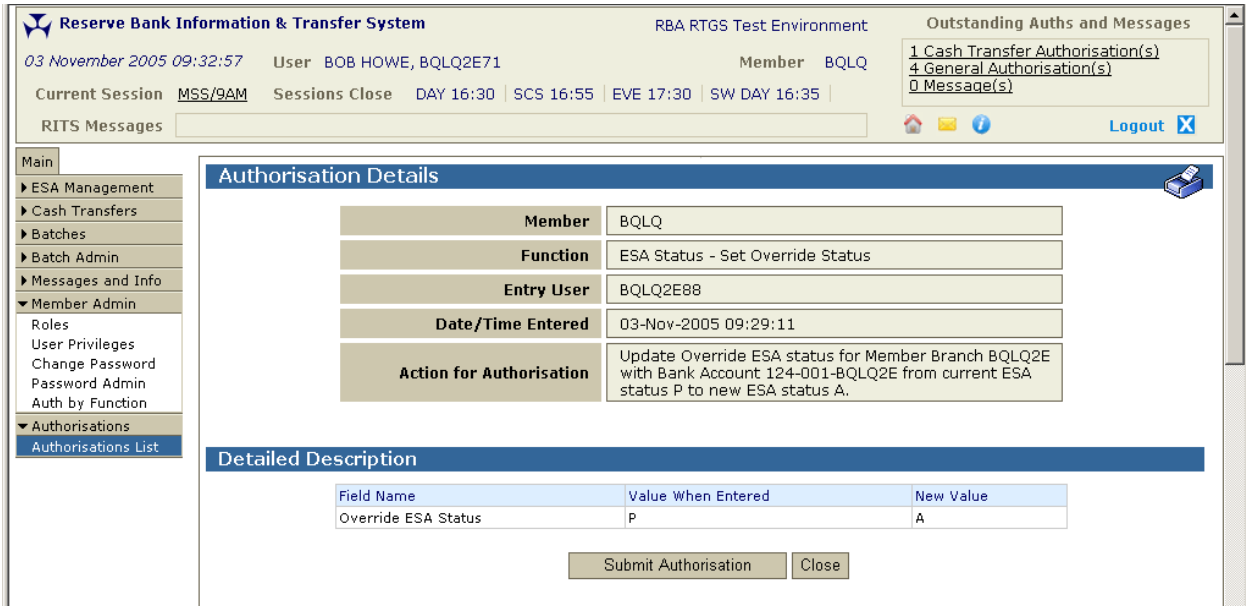 Reserve Bank Information & Transfer System
RBA RTGS Test Environment
Outstanding Auths and Messages
03 November 2005 09:32:57 User BOB HOWE, BQLQ2E71 Member BQLQ
1 Cash Transfer Authorisation(s)
4 General Authorisation(s)
0 Message(s)
Current Session MSS/9AM Sessions Close DAY 16:30 | SCS 16:55 | EVE 17:30 | SW DAY 16:35 |
RITS Messages
Logout X
Main
ESA Management
Cash Transfers
Batches
Batch Admin
Messages and Info
Member Admin
Roles
User Privileges
Change Password
Password Admin
Auth by Function
Authorisations
Authorisations List
Authorisation Details
Member BQLQ
Function ESA Status - Set Override Status
Entry User BQLQ2E88
Date/Time Entered 03-Nov-2005 09:29:11
Action for Authorisation
Update Override ESA status for Member Branch BQLQ2E
with Bank Account 124-001-BQLQ2E from current ESA
status P to new ESA status A.
Detailed Description
Field Name Value When Entered New Value
Override ESA Status P A
Submit Authorisation Close